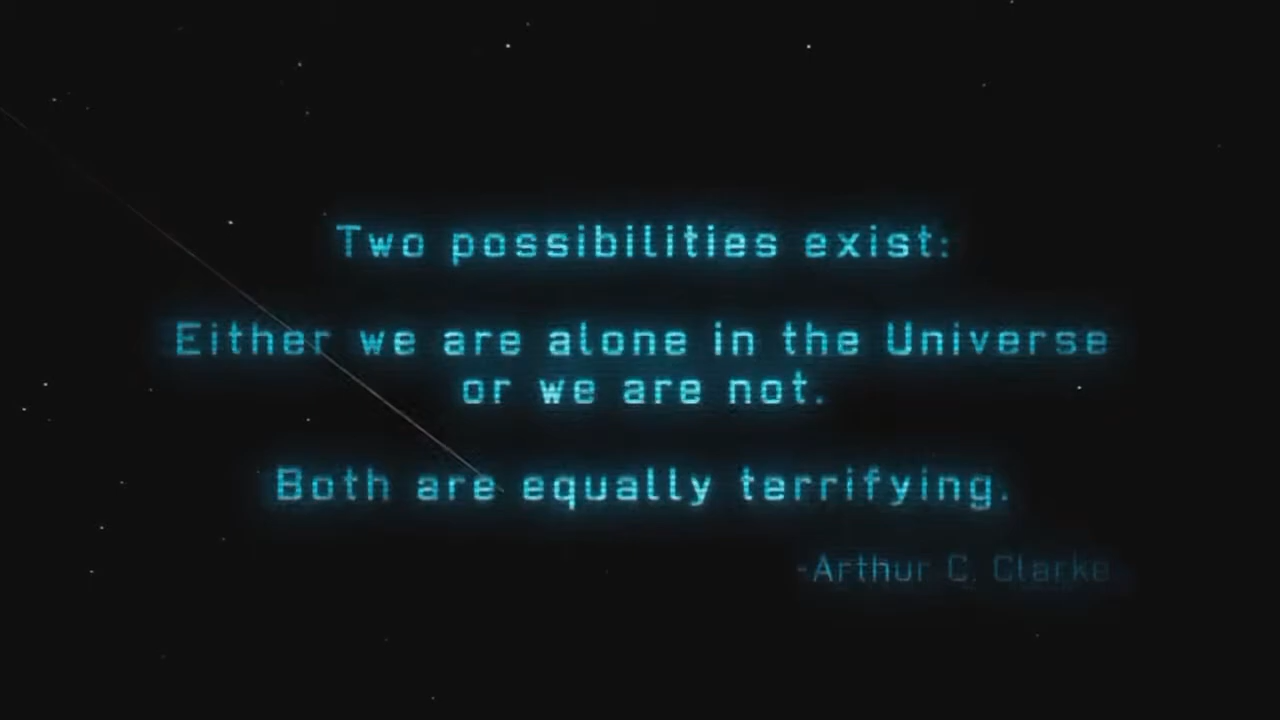 Two possibilities exist:
Either we are alone in the Universe
or we are not.
Both are equally terrifying.
-Arthur C. Clarke